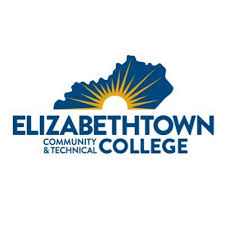 ELIZABETHTOWN
COMMUNITY
& TECHNICAL
COLLEGE